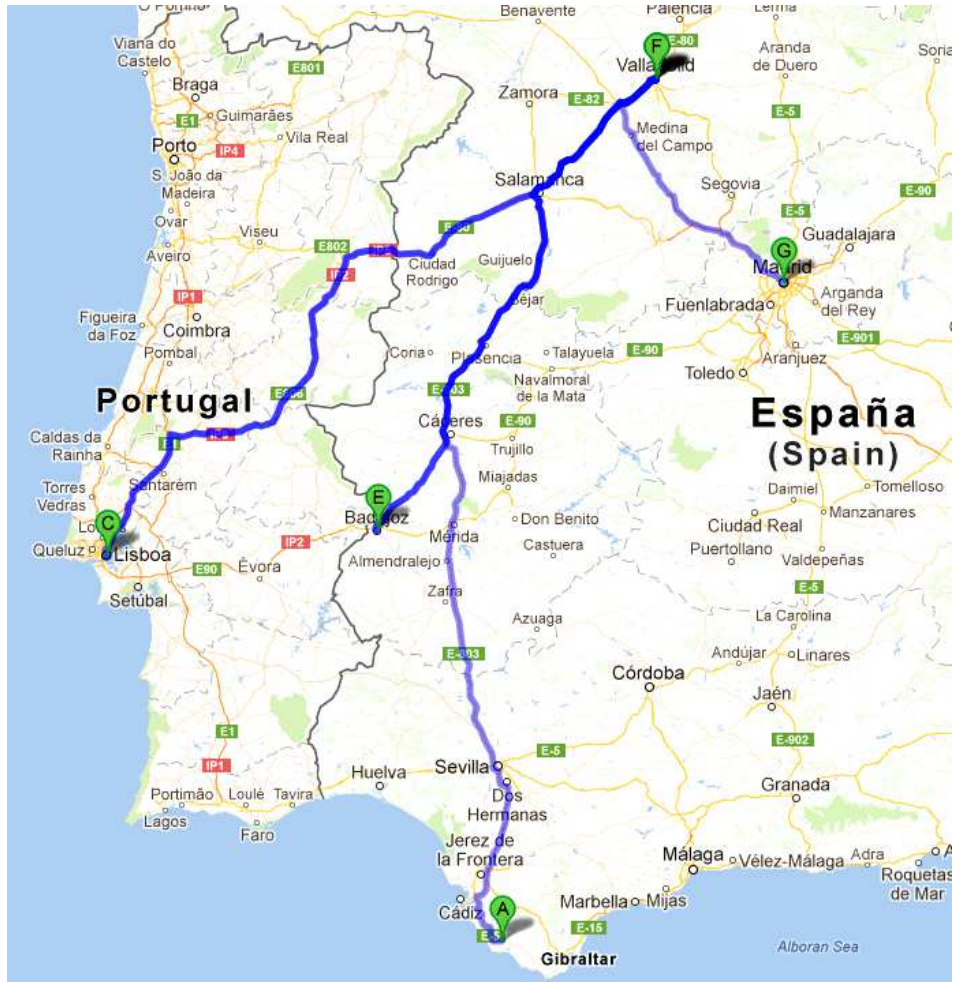 Benavente
Palencia
Lerma
Viana do
Castelo
E801
E-80
F
Valladolid
Aranda
de Duero
Soria
Braga
Zamora
E-82
E1
Guimarães
Vila Real
E-5
Medina
del Campo
Porto
IP4
S. João da
Madeira
Salamanca
Segovia
E-90
Ovar
Viseu
E802
E-80
E-5
Guadalajara
Aveiro
IP2
Ciudad
Rodrigo
Guijuelo
G
Madrid
IP1
Béjar
Fuenlabrada
Arganda
del Rey
Figueira
da Foz
Coimbra
E-901
Pombal
Coria
Plasencia
Talayuela
E-90
Aranjuez
Toledo
Navalmoral
de la Mata
Portugal
E-803
España
(Spain)
Caldas da
Rainha
E1
Cáceres
E-90
Trujillo
Santarém
Miajadas
Daimiel
Tomelloso
Torres
Vedras
C
E
Badajoz
Don Benito
Ciudad Real
Manzanares
Lo
Queluz
Lisboa
IP2
Mérida
Castuera
Puertollano
Valdepeñas
E90
Évora
Almendralejo
Setúbal
Zafra
E-5
Azuaga
La Carolina
E-803
Andújar
Linares
Córdoba
Jaén
E1
E-5
E-902
IP1
Sevilla
Huelva
Granada
Portimão
Loulé
Tavira
Dos
Hermanas
Lagos
Faro
Jerez de
la Frontera
Málaga
Vélez-Málaga
Adra
A
Roquetas
de Mar
Cádiz
A
Marbella
Mijas
E-5
E-15
Gibraltar
Alboran Sea